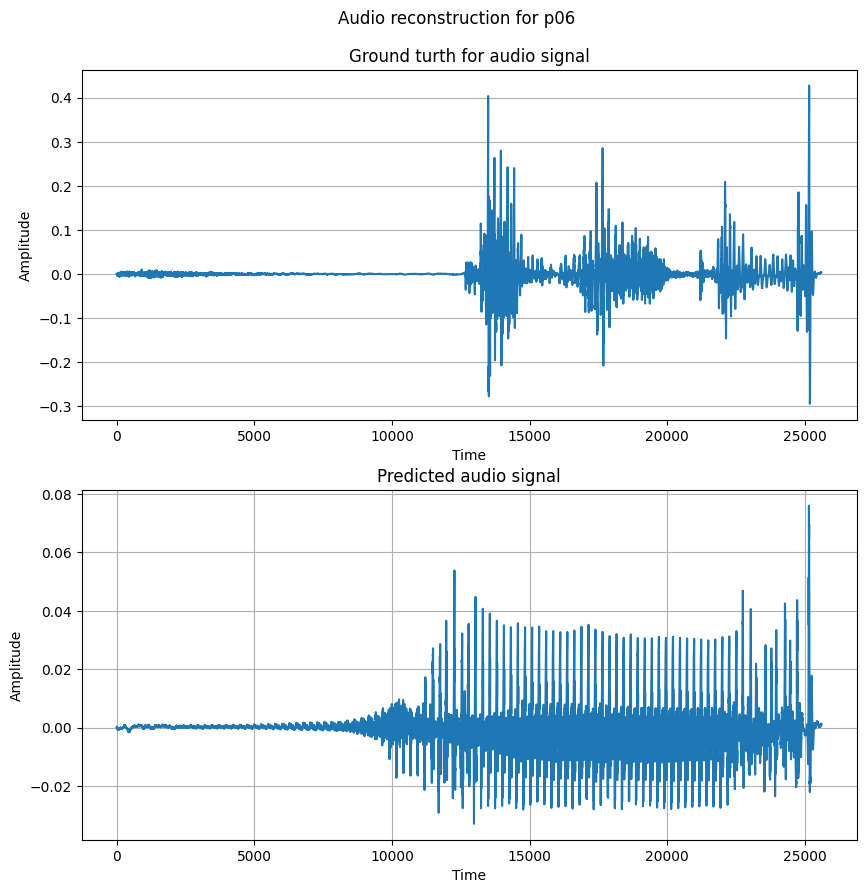 Audio reconstruction for p06
Ground turth for audio signal
0.4
0.3
0.2
0.1
0.0
−0.1
−0.2
−0.3
Amplitude
0 5000 10000 15000 20000 25000
Time
Predicted audio signal
0.08
0.06
0.04
0.02
0.00
−0.02
Amplitude
0 5000 10000 15000 20000 25000
Time